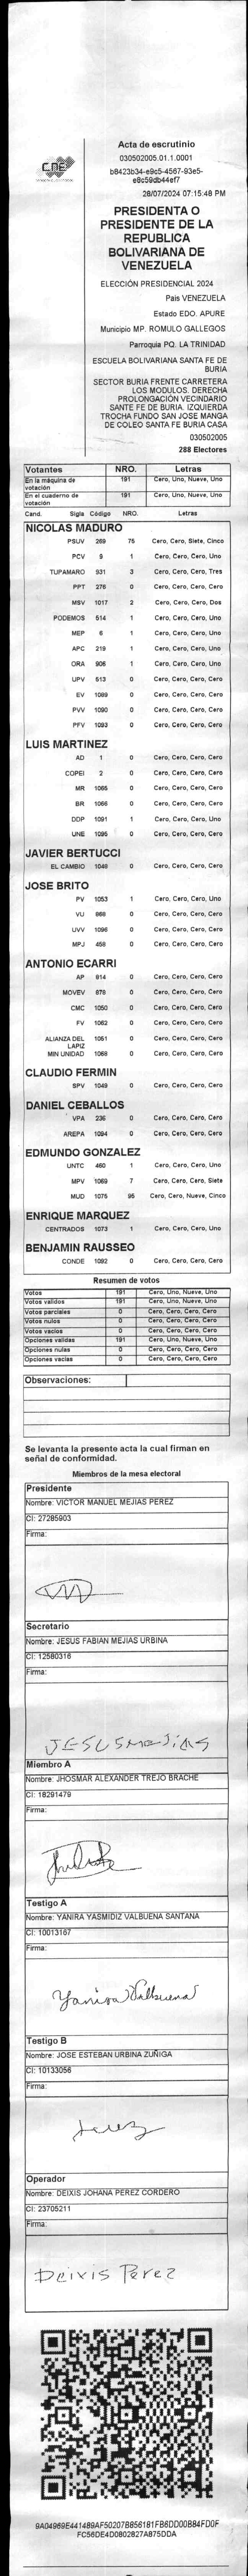 CNE
Acta de escrutinio
030502005.01.1.0001
b8423b34-e9c5-4567-93e5-
e8c59db44ef7
28/07/2024 07:15:48 PM
PRESIDENTA O
PRESIDENTE DE LA
REPUBLICA
BOLIVARIANA DE
VENEZUELA
ELECCIÓN PRESIDENCIAL 2024
Pais VENEZUELA
Estado EDO. APURE
Municipio MP. ROMULO GALLEGOS
Parroquia PQ. LA TRINIDAD
ESCUELA BOLIVARIANA SANTA FE DE
BURIA
SECTOR BURIA FRENTE CARRETERA
LOS MODULOS. DERECHA
PROLONGACIÓN VECINDARIO
SANTE FE DE BURIA. IZQUIERDA
TROCHA FUNDO SAN JOSE MANGA
DE COLEO SANTA FE BURIA CASA
030502005
288 Electores
Votantes NRO. Letras
En la máquina de votación 191 Cero, Uno, Nueve, Uno
En el cuaderno de votación 191 Cero, Uno, Nueve, Uno
Cand. Sigla Código NRO. Letras
NICOLAS MADURO
PSUV 269 75 Cero, Cero, Siete, Cinco
PCV 9 1 Cero, Cero, Cero, Uno
TUPAMARO 931 3 Cero, Cero, Cero, Tres
PPT 276 0 Cero, Cero, Cero, Cero
MSV 1017 2 Cero, Cero, Cero, Dos
PODEMOS 514 1 Cero, Cero, Cero, Uno
MEP 6 1 Cero, Cero, Cero, Uno
APC 219 1 Cero, Cero, Cero, Uno
ORA 906 1 Cero, Cero, Cero, Uno
UPV 613 0 Cero, Cero, Cero, Cero
EV 1089 0 Cero, Cero, Cero, Cero
PVV 1090 0 Cero, Cero, Cero, Cero
PFV 1093 0 Cero, Cero, Cero, Cero
LUIS MARTINEZ
AD 1 0 Cero, Cero, Cero, Cero
COPEI 2 0 Cero, Cero, Cero, Cero
MR 1065 0 Cero, Cero, Cero, Cero
BR 1066 0 Cero, Cero, Cero, Cero
DDP 1091 1 Cero, Cero, Cero, Uno
UNE 1095 0 Cero, Cero, Cero, Cero
JAVIER BERTUCCI
EL CAMBIO 1048 0 Cero, Cero, Cero, Cero
JOSE BRITO
PV 1053 1 Cero, Cero, Cero, Uno
VU 868 0 Cero, Cero, Cero, Cero
UVV 1096 0 Cero, Cero, Cero, Cero
MPJ 458 0 Cero, Cero, Cero, Cero
ANTONIO ECARRI
AP 814 0 Cero, Cero, Cero, Cero
MOVEV 878 0 Cero, Cero, Cero, Cero
CMC 1050 0 Cero, Cero, Cero, Cero
FV 1062 0 Cero, Cero, Cero, Cero
ALIANZA DEL LAPIZ 1051 0 Cero, Cero, Cero, Cero
MIN UNIDAD 1068 0 Cero, Cero, Cero, Cero
CLAUDIO FERMIN
SPV 1049 0 Cero, Cero, Cero, Cero
DANIEL CEBALLOS
VPA 236 0 Cero, Cero, Cero, Cero
AREPA 1094 0 Cero, Cero, Cero, Cero
EDMUNDO GONZALEZ
UNTC 460 1 Cero, Cero, Cero, Uno
MPV 1069 7 Cero, Cero, Cero, Siete
MUD 1075 95 Cero, Cero, Nueve, Cinco
ENRIQUE MARQUEZ
CENTRADOS 1073 1 Cero, Cero, Cero, Uno
BENJAMIN RAUSSEO
CONDE 1092 0 Cero, Cero, Cero, Cero
Resumen de votos
Votos 191 Cero, Uno, Nueve, Uno
Votos validos 191 Cero, Uno, Nueve, Uno
Votos parciales 0 Cero, Cero, Cero, Cero
Votos nulos 0 Cero, Cero, Cero, Cero
Votos vacios 0 Cero, Cero, Cero, Cero
Opciones validas 191 Cero, Uno, Nueve, Uno
Opciones nulas 0 Cero, Cero, Cero, Cero
Opciones vacias 0 Cero, Cero, Cero, Cero
Observaciones:
Se levanta la presente acta la cual firman en
señal de conformidad.
Miembros de la mesa electoral
Presidente
Nombre: VICTOR MANUEL MEJIAS PEREZ
CI: 27285903
Firma:
Secretario
Nombre: JESUS FABIAN MEJIAS URBINA
CI: 12580316
Firma:
JESUS MEJIAS
Miembro A
Nombre: JHOSMAR ALEXANDER TREJO BRACHE
CI: 18291479
Firma:
Testigo A
Nombre: YANIRA YASMIDIZ VALBUENA SANTANA
CI: 10013167
Firma:
Yanira Valbuena
Testigo B
Nombre: JOSE ESTEBAN URBINA ZUÑIGA
CI: 10133056
Firma:
Operador
Nombre: DEIXIS JOHANA PEREZ CORDERO
CI: 23705211
Firma:
Deixis Perez
9A04969E441489AF50207B856181FB6DD00B84FD0F
FC56DE4D0802827A875DDA